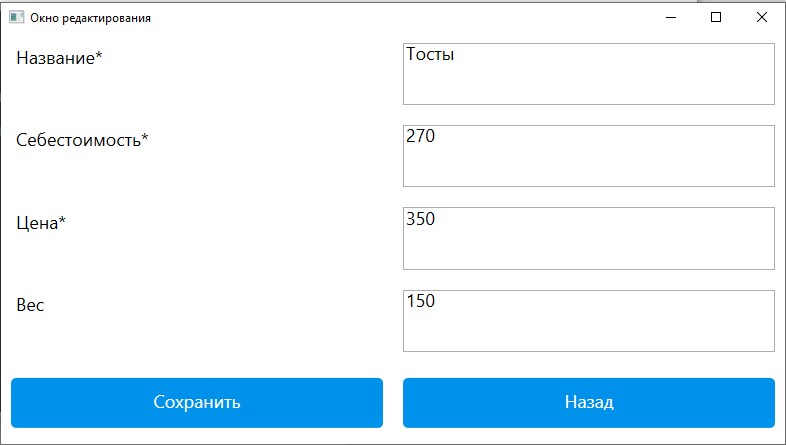 Окно редактирования
Название*
Тосты
Себестоимость*
270
Цена*
350
Вес
150
Сохранить
Назад